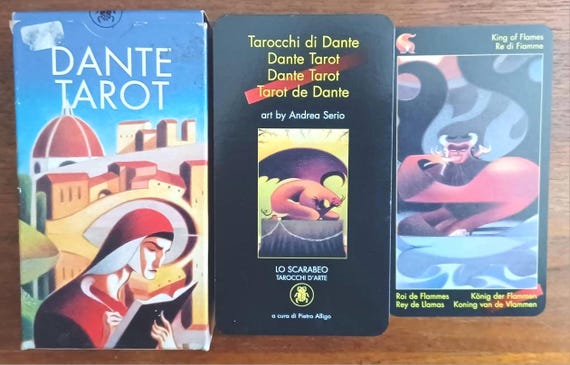 DANTE
TAROT
Tarocchi di Dante
Dante Tarot
Dante Tarot
Tarot de Dante
art by Andrea Serio
LO SCARABEO
TAROCCHI D'ARTE
a cura di Pietro Alligo
King of Flames
Re di Fiamme
Roi de Flammes
Rey de Llamas
König der Flammen
Koning van de Vlammen